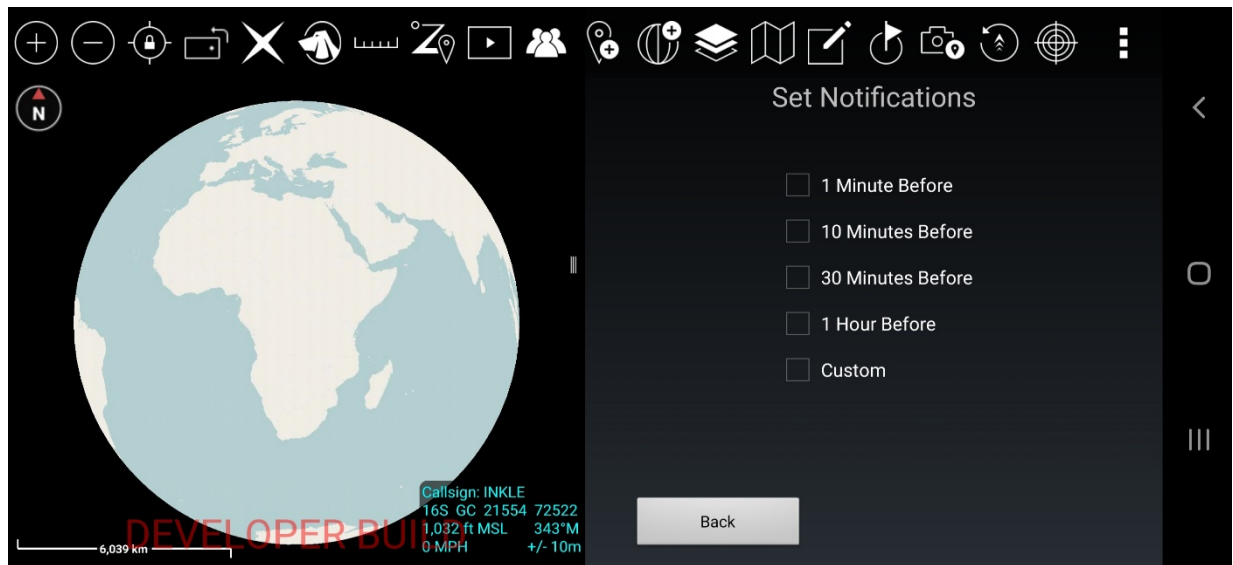 N
Callsign: INKLE
16S GC 21554 72522
1,032 ft MSL 343°M
0 MPH +/- 10m
DEVELOPER BUILD
6,039 km
Set Notifications
1 Minute Before
10 Minutes Before
30 Minutes Before
1 Hour Before
Custom
Back